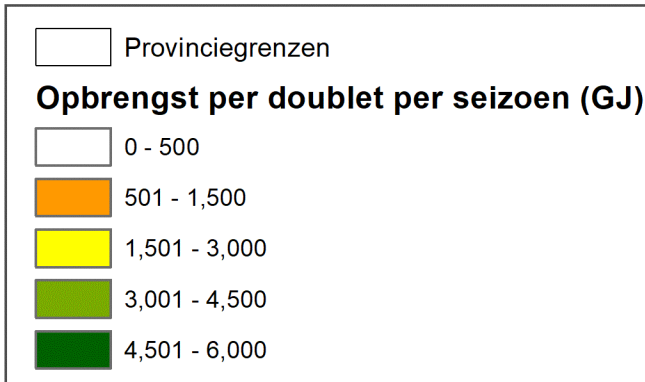 Provinciegrenzen
Opbrengst per doublet per seizoen (GJ)
0 - 500
501 - 1,500
1,501 - 3,000
3,001 - 4,500
4,501 - 6,000